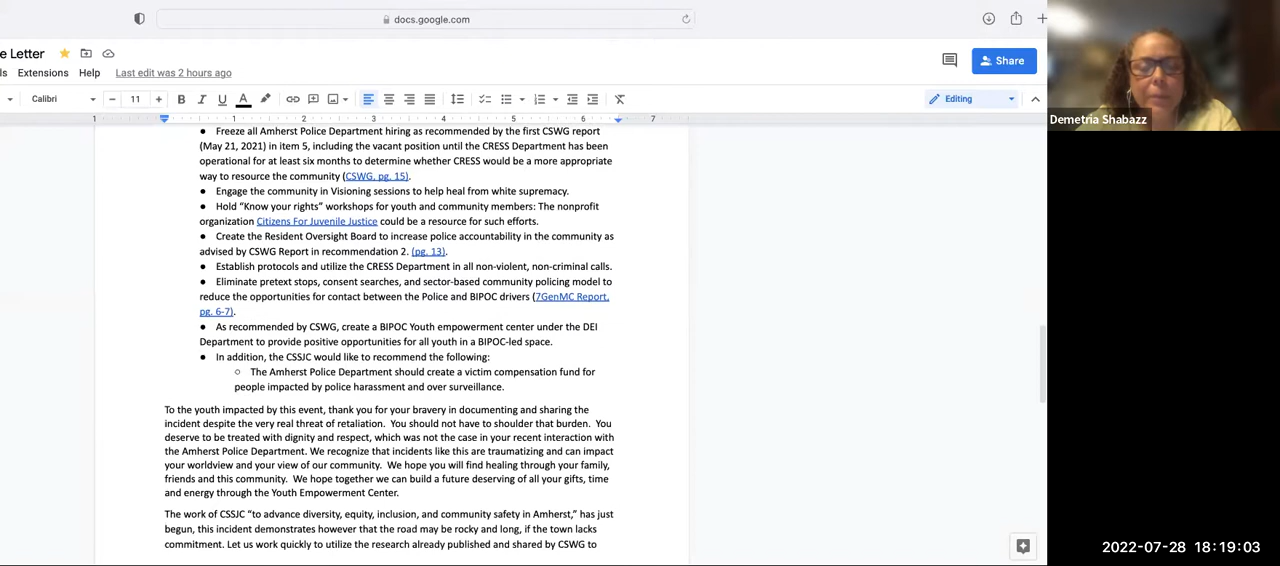 docs.google.com
e Letter
ls Extensions Help Last edit was 2 hours ago
Share
Calibri 11 B I U A Editing
1 1 2 3 4 5 6 7
● Freeze all Amherst Police Department hiring as recommended by the first CSWG report
(May 21, 2021) in item 5, including the vacant position until the CRESS Department has been
operational for at least six months to determine whether CRESS would be a more appropriate
way to resource the community (CSWG, pg. 15).
● Engage the community in Visioning sessions to help heal from white supremacy.
● Hold “Know your rights” workshops for youth and community members: The nonprofit
organization Citizens For Juvenile Justice could be a resource for such efforts.
● Create the Resident Oversight Board to increase police accountability in the community as
advised by CSWG Report in recommendation 2. (pg. 13).
● Establish protocols and utilize the CRESS Department in all non-violent, non-criminal calls.
● Eliminate pretext stops, consent searches, and sector-based community policing model to
reduce the opportunities for contact between the Police and BIPOC drivers (7GenMC Report,
pg. 6-7).
● As recommended by CSWG, create a BIPOC Youth empowerment center under the DEI
Department to provide positive opportunities for all youth in a BIPOC-led space.
● In addition, the CSSJC would like to recommend the following:
○ The Amherst Police Department should create a victim compensation fund for
people impacted by police harassment and over surveillance.
To the youth impacted by this event, thank you for your bravery in documenting and sharing the
incident despite the very real threat of retaliation. You should not have to shoulder that burden. You
deserve to be treated with dignity and respect, which was not the case in your recent interaction with
the Amherst Police Department. We recognize that incidents like this are traumatizing and can impact
your worldview and your view of our community. We hope you will find healing through your family,
friends and this community. We hope together we can build a future deserving of all your gifts, time
and energy through the Youth Empowerment Center.
The work of CSSJC “to advance diversity, equity, inclusion, and community safety in Amherst,” has just
begun, this incident demonstrates however that the road may be rocky and long, if the town lacks
commitment. Let us work quickly to utilize the research already published and shared by CSWG to
Demetria Shabazz
2022-07-28 18:19:03